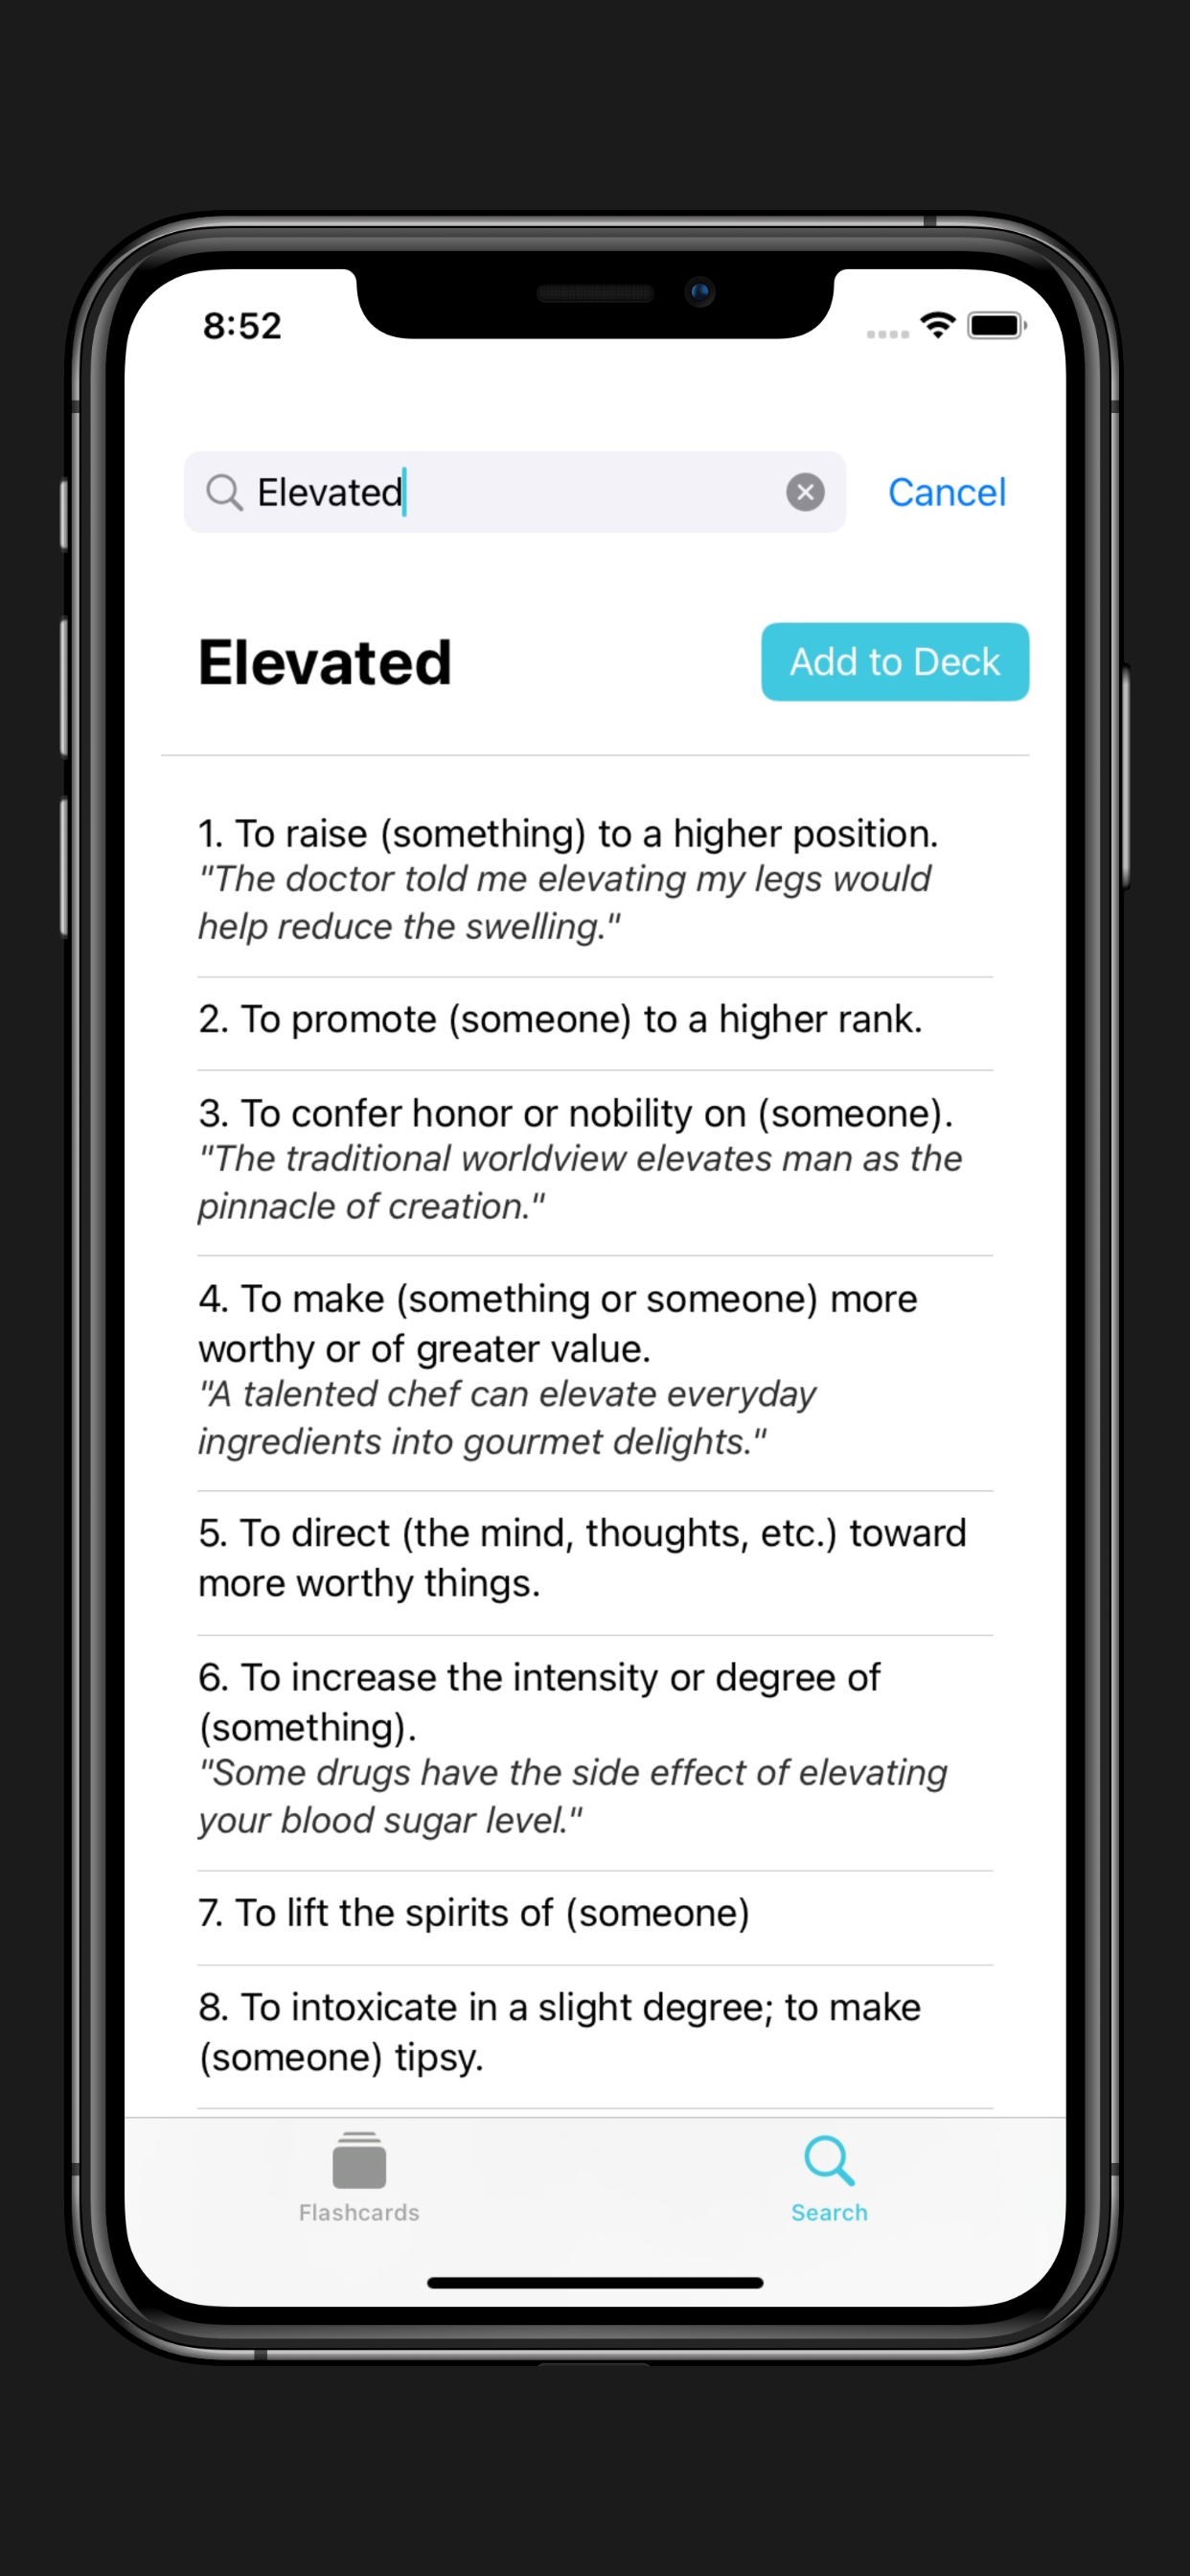 8:52
Elevated
Cancel
Elevated
Add to Deck
1. To raise (something) to a higher position.
"The doctor told me elevating my legs would
help reduce the swelling."
2. To promote (someone) to a higher rank.
3. To confer honor or nobility on (someone).
"The traditional worldview elevates man as the
pinnacle of creation."
4. To make (something or someone) more
worthy or of greater value.
"A talented chef can elevate everyday
ingredients into gourmet delights."
5. To direct (the mind, thoughts, etc.) toward
more worthy things.
6. To increase the intensity or degree of
(something).
"Some drugs have the side effect of elevating
your blood sugar level."
7. To lift the spirits of (someone)
8. To intoxicate in a slight degree; to make
(someone) tipsy.
Flashcards
Search